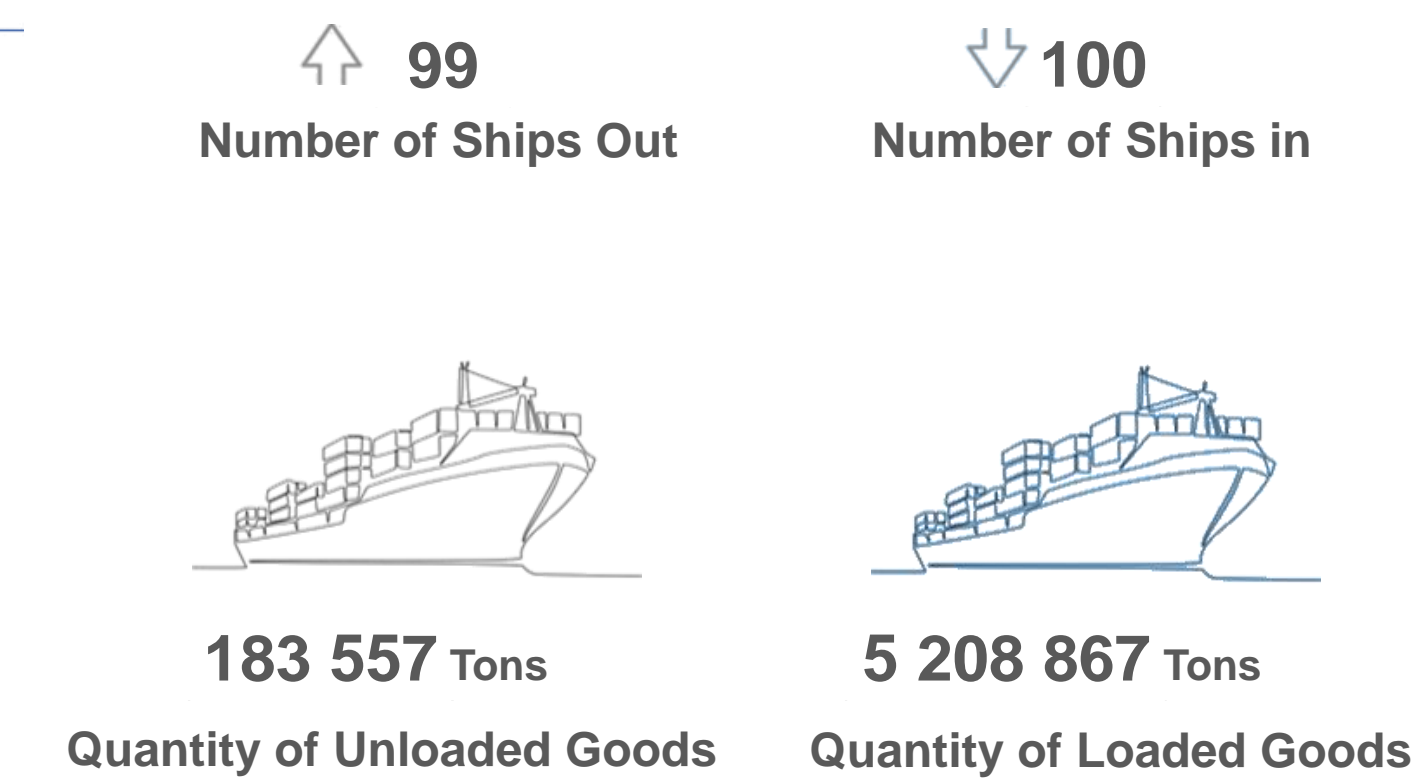 99
Number of Ships Out
100
Number of Ships in
183 557 Tons
Quantity of Unloaded Goods
5 208 867 Tons
Quantity of Loaded Goods